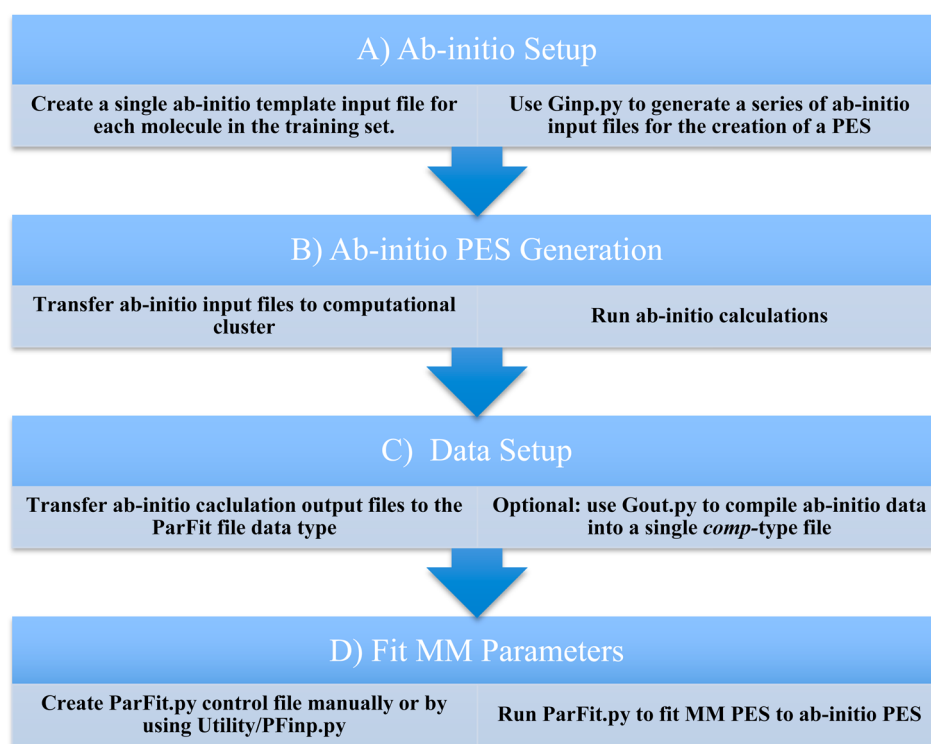 A) Ab-initio Setup
Create a single ab-initio template input file for
each molecule in the training set.
Use Ginp.py to generate a series of ab-initio
input files for the creation of a PES
B) Ab-initio PES Generation
Transfer ab-initio input files to computational
cluster
Run ab-initio calculations
C) Data Setup
Transfer ab-initio caclulation output files to the
ParFit file data type
Optional: use Gout.py to compile ab-initio data
into a single comp-type file
D) Fit MM Parameters
Create ParFit.py control file manually or by
using Utility/PFinp.py
Run ParFit.py to fit MM PES to ab-initio PES